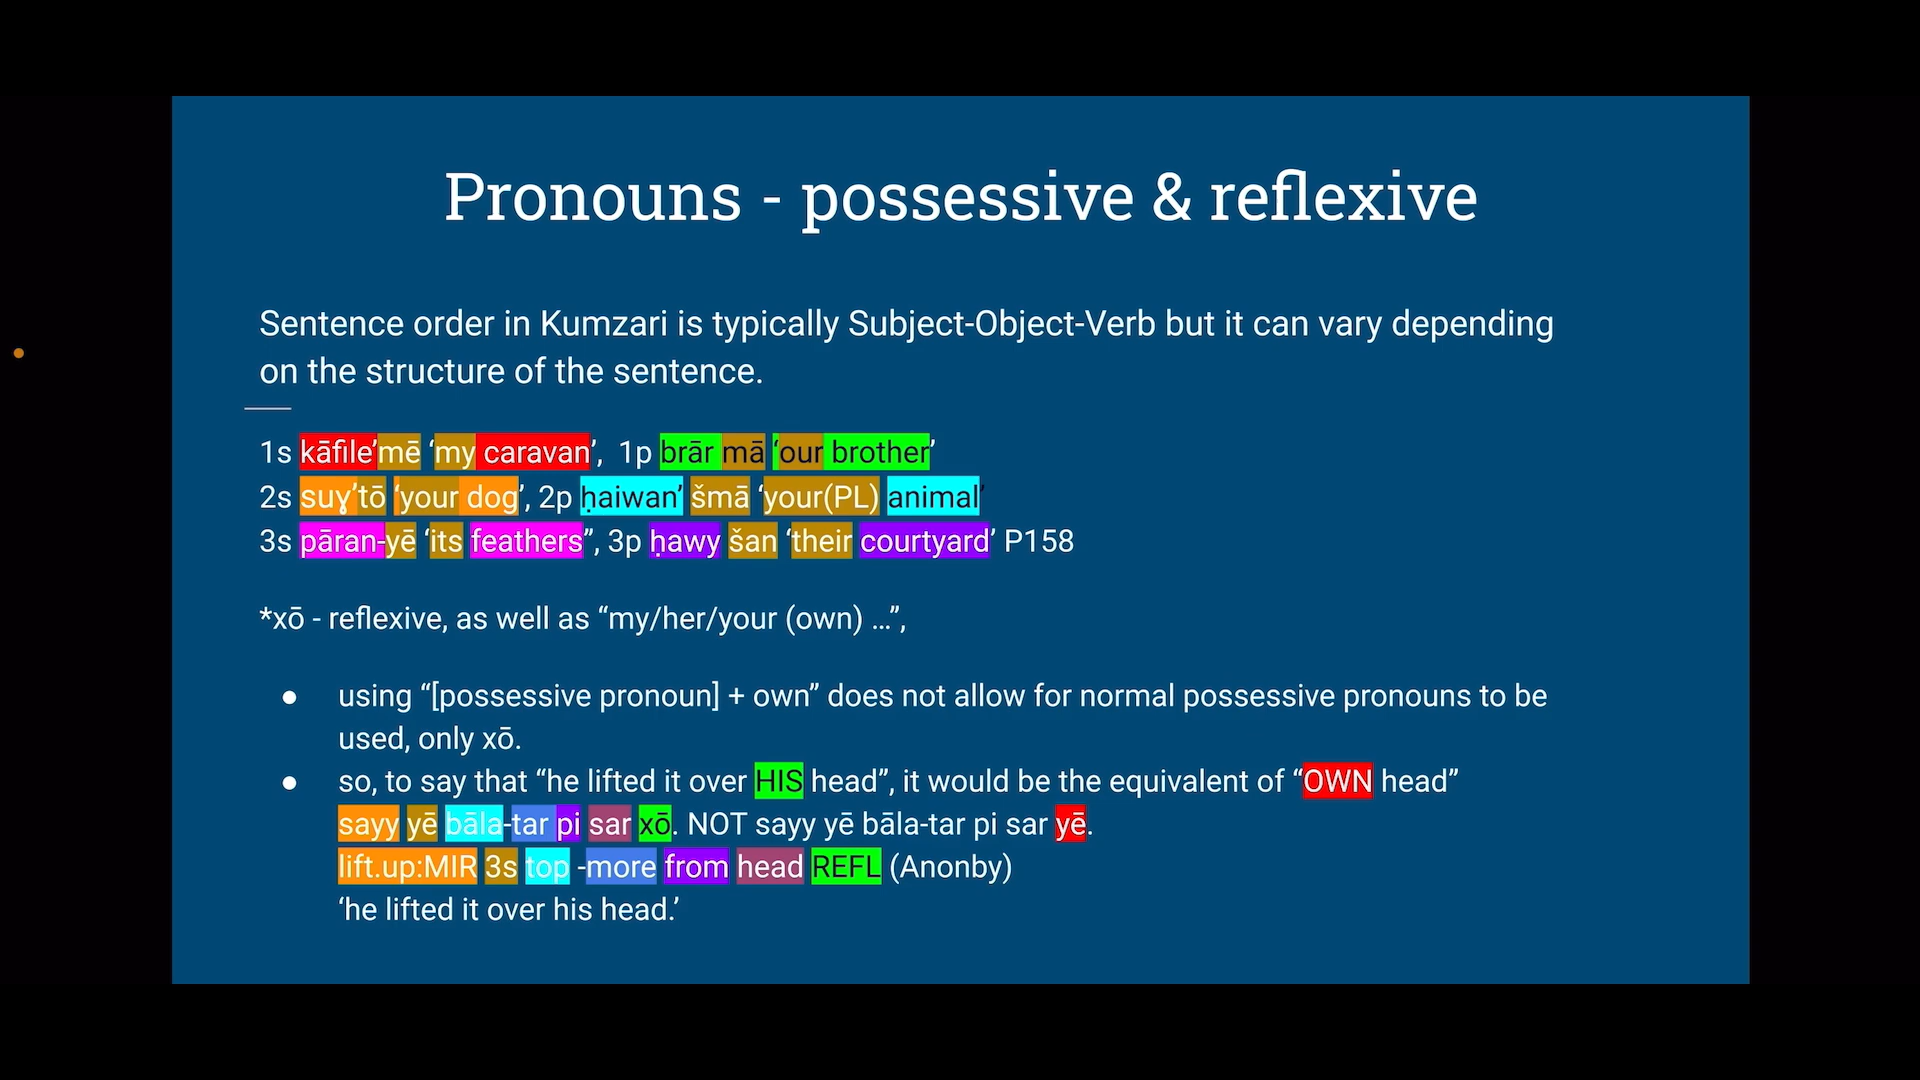 Pronouns - possessive & reflexive
Sentence order in Kumzari is typically Subject-Object-Verb but it can vary depending
on the structure of the sentence.
1s kāfile’mē ‘my caravan’, 1p brār mā ‘our brother’
2s suɣ’tō ‘your dog’, 2p ḥaiwan’ šmā ‘your(PL) animal’
3s pāran-yē ‘its feathers”, 3p ḥawy šan ‘their courtyard’ P158
*xō - reflexive, as well as “my/her/your (own) …”,
● using “[possessive pronoun] + own” does not allow for normal possessive pronouns to be
used, only xō.
● so, to say that “he lifted it over HIS head”, it would be the equivalent of “OWN head”
sayy yē bāla-tar pi sar xō. NOT sayy yē bāla-tar pi sar yē.
lift.up:MIR 3s top -more from head REFL (Anonby)
‘he lifted it over his head.’